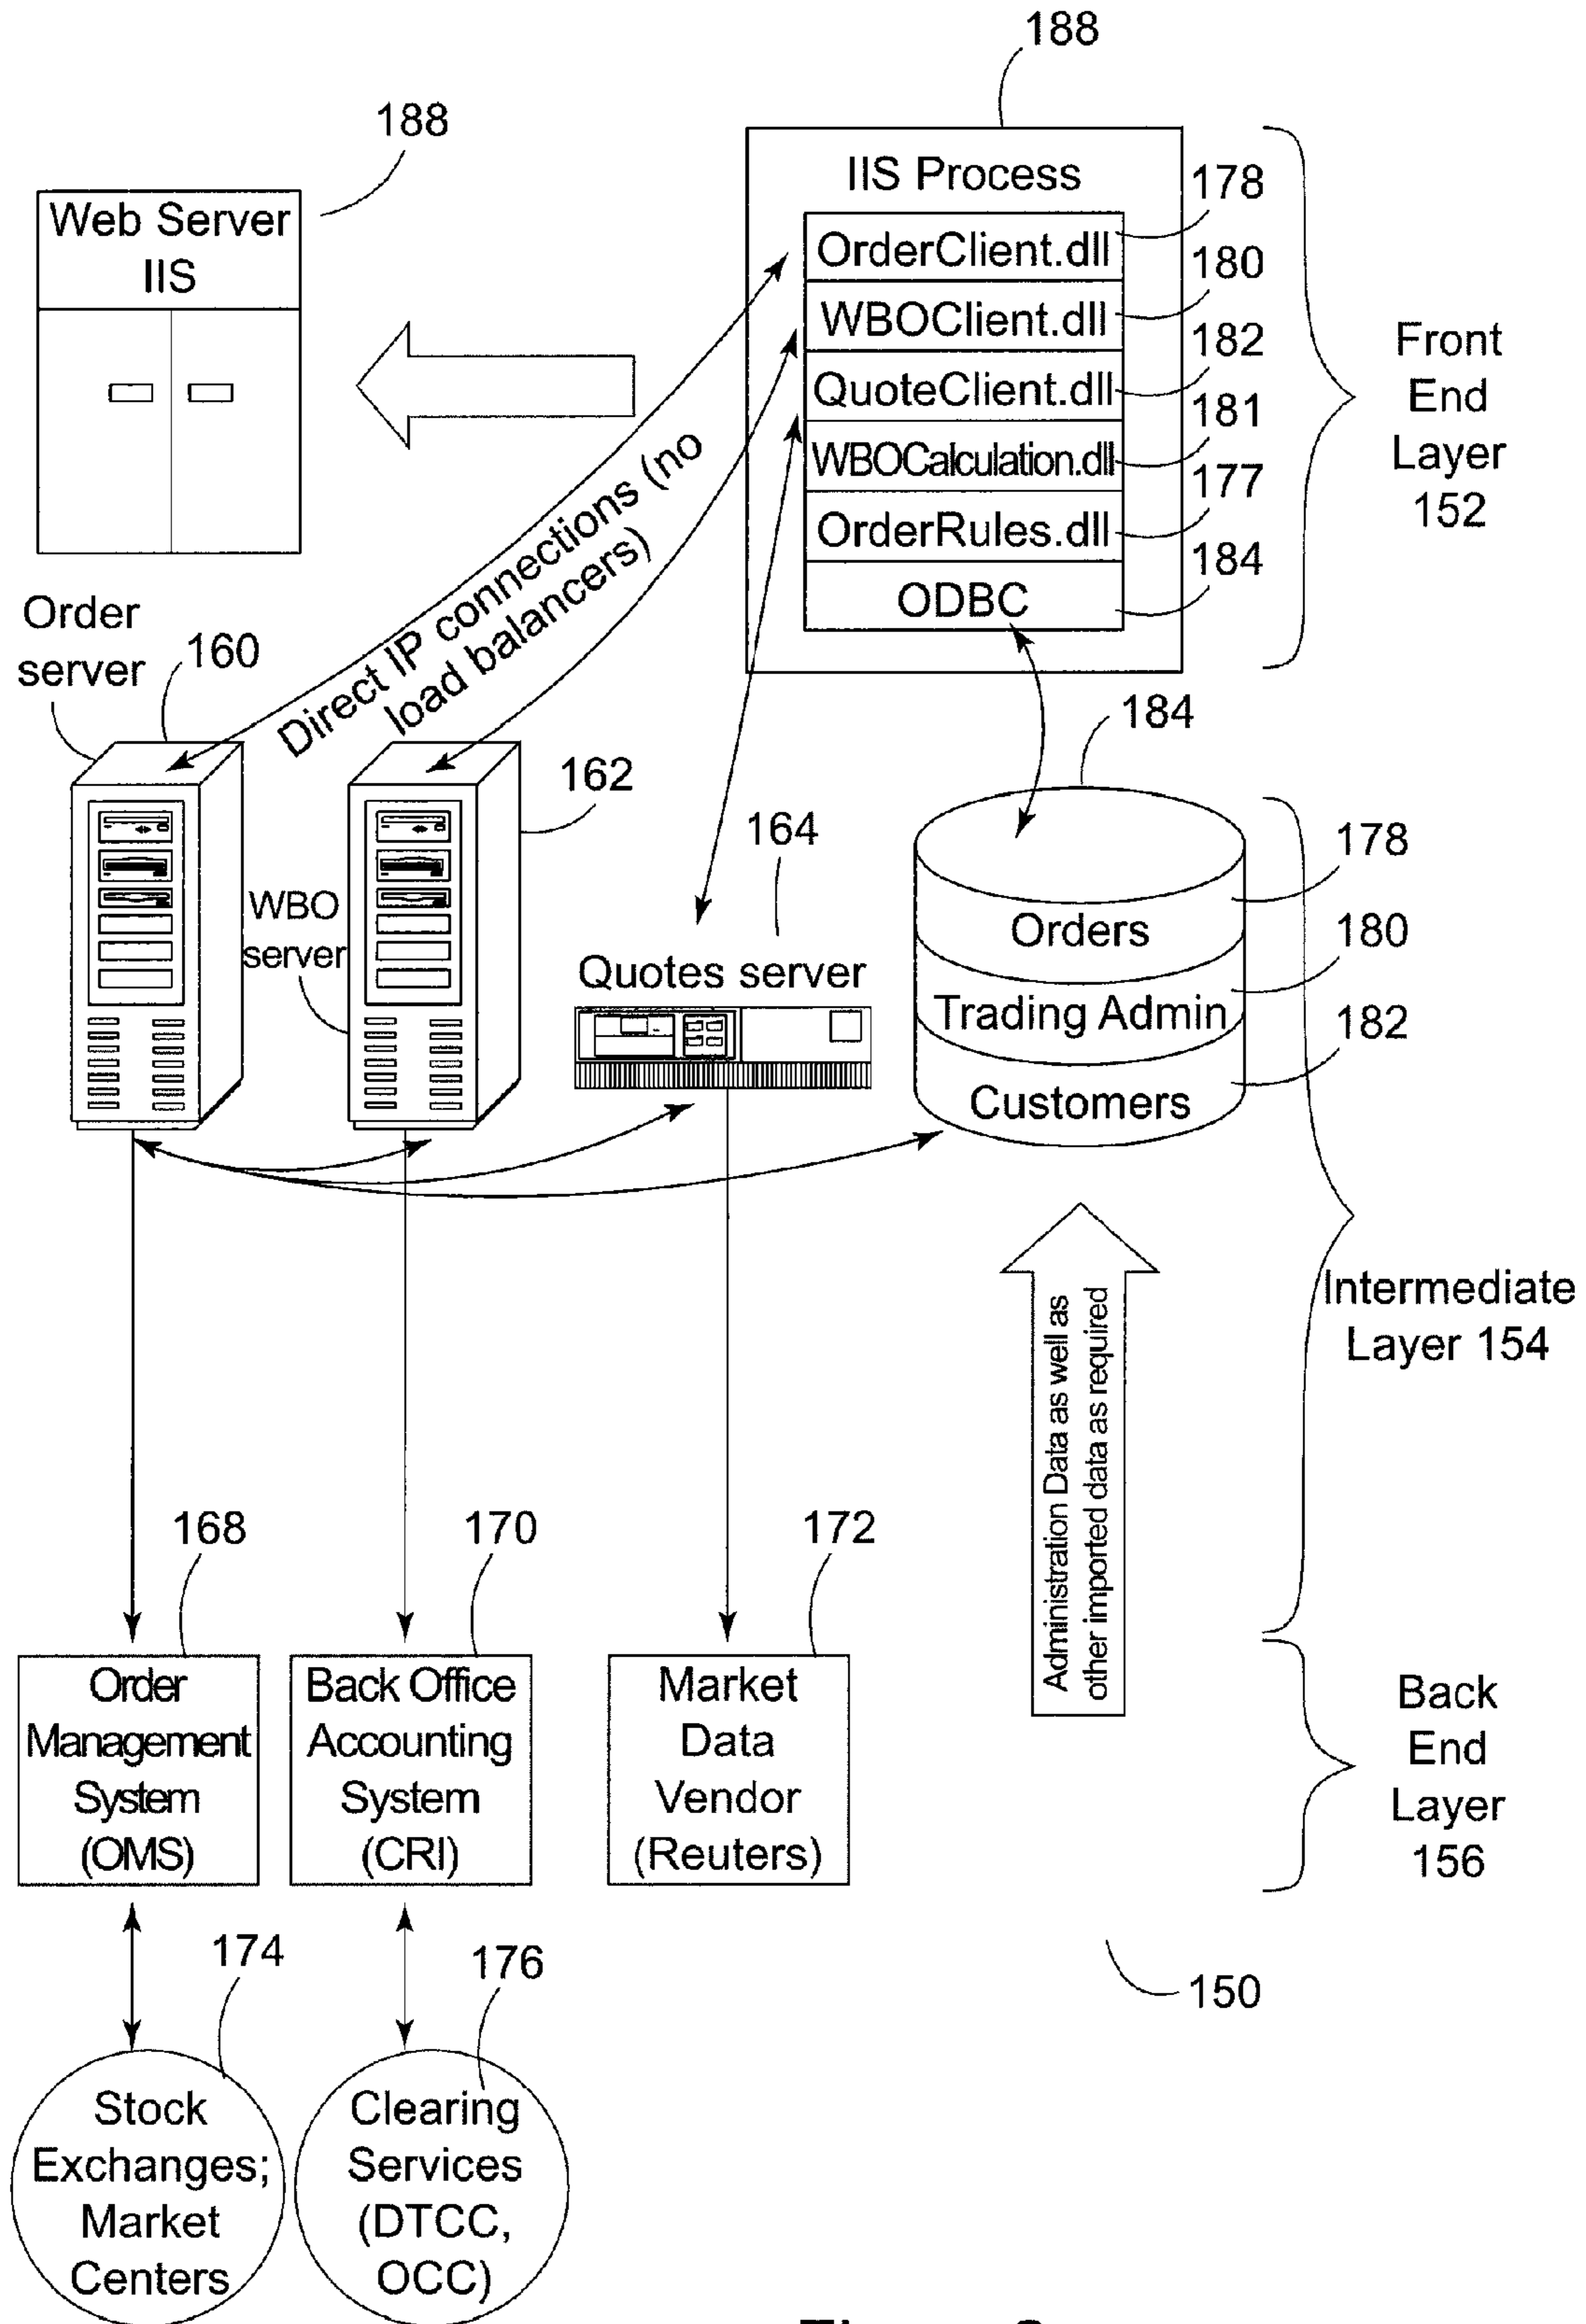 188
188
IIS Process
Web Server
IIS
OrderClient.dll
178
WBOClient.dll
180
QuoteClient.dll
182
WBOCalculation.dll
181
OrderRules.dll
177
ODBC
184
Front
End
Layer
152
Direct IP connections (no
load balancers)
Order
server
160
162
WBO
server
164
Quotes server
184
Orders
178
Trading Admin
180
Customers
182
Intermediate
Layer 154
Administration Data as well as
other imported data as required
168
170
172
Order
Management
System
(OMS)
Back Office
Accounting
System
(CRI)
Market
Data
Vendor
(Reuters)
Back
End
Layer
156
174
176
150
Stock
Exchanges;
Market
Centers
Clearing
Services
(DTCC,
OCC)